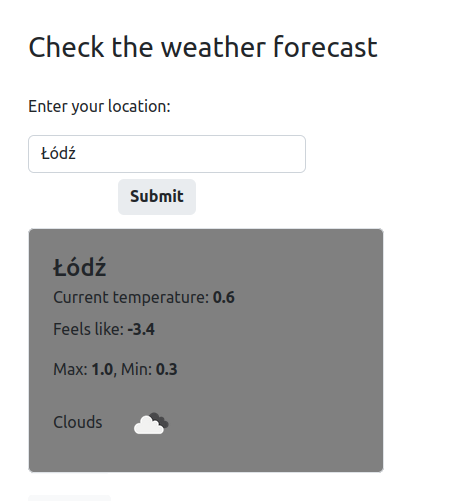 Check the weather forecast
Enter your location:
Łódź
Submit
Łódź
Current temperature: 0.6
Feels like: -3.4
Max: 1.0, Min: 0.3
Clouds